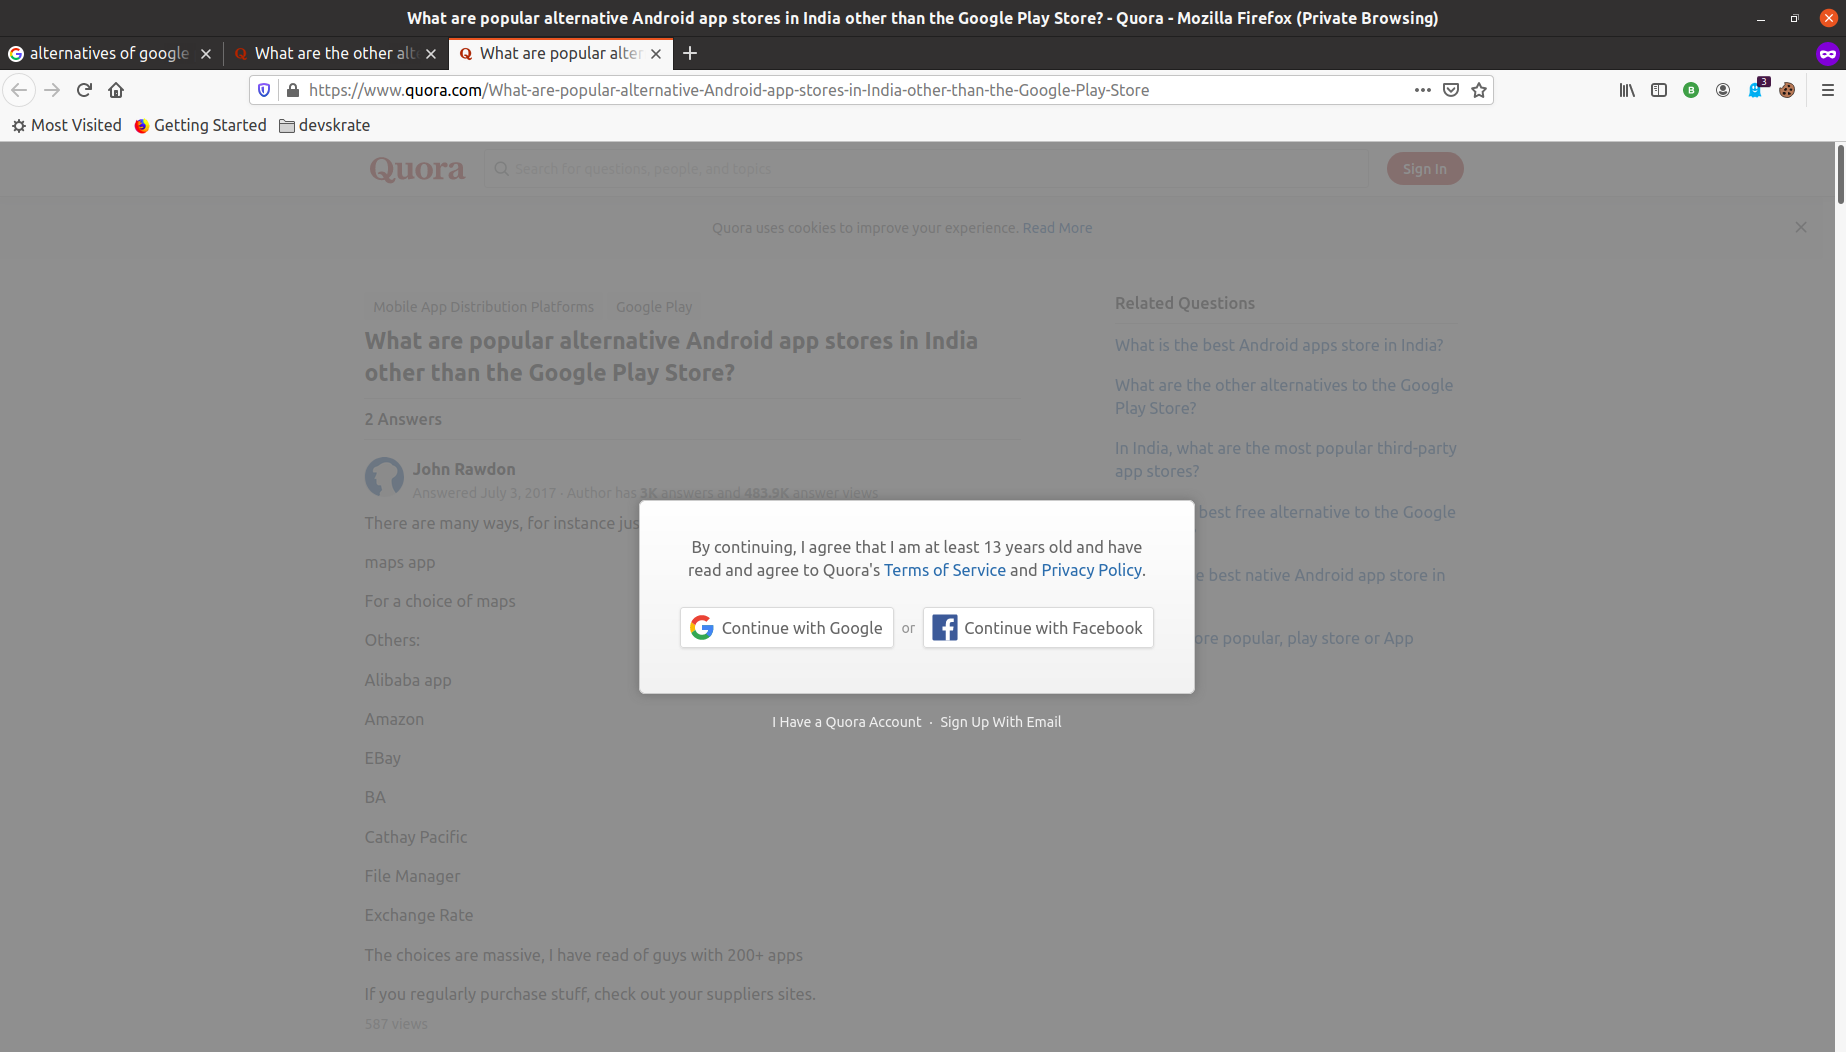 What are popular alternative Android app stores in India other than the Google Play Store? - Quora - Mozilla Firefox (Private Browsing)
alternatives of google
What are the other alt
What are popular alter
https://www.quora.com/What-are-popular-alternative-Android-app-stores-in-India-other-than-the-Google-Play-Store
3
B
Most Visited
Getting Started
devskrate
Quora
Search for questions, people, and topics
Sign In
Quora uses cookies to improve your experience. Read More
Mobile App Distribution Platforms
Google Play
What are popular alternative Android app stores in India
other than the Google Play Store?
2 Answers
John Rawdon
Answered July 3, 2017 · Author has 3K answers and 483.9K answer views
There are many ways, for instance jus
maps app
For a choice of maps
Others:
Alibaba app
Amazon
EBay
BA
Cathay Pacific
File Manager
Exchange Rate
The choices are massive, I have read of guys with 200+ apps
If you regularly purchase stuff, check out your suppliers sites.
587 views
Related Questions
What is the best Android apps store in India?
What are the other alternatives to the Google
Play Store?
In India, what are the most popular third-party
app stores?
best free alternative to the Google
e best native Android app store in
ore popular, play store or App
By continuing, I agree that I am at least 13 years old and have
read and agree to Quora's Terms of Service and Privacy Policy.
Continue with Google
or
Continue with Facebook
I Have a Quora Account · Sign Up With Email